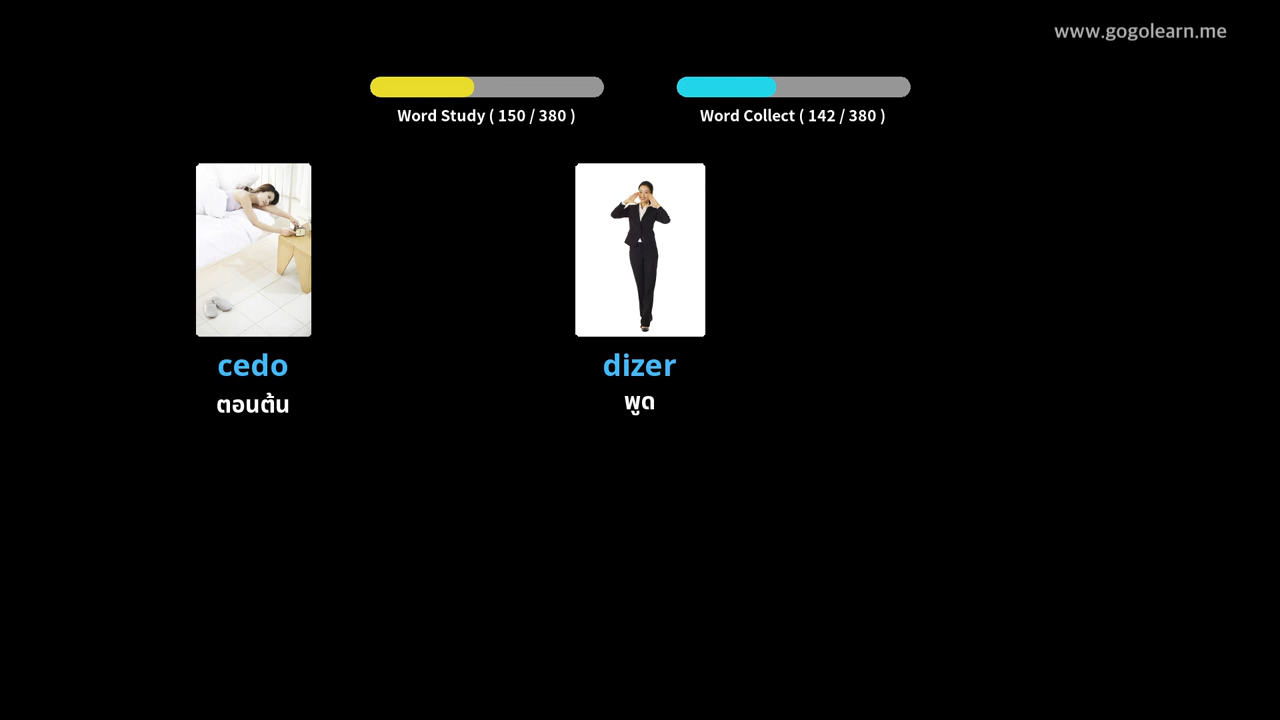 www.gogolearn.me
Word Study ( 150 / 380 )
Word Collect ( 142 / 380 )
cedo
ตอนต้น
dizer
พูด